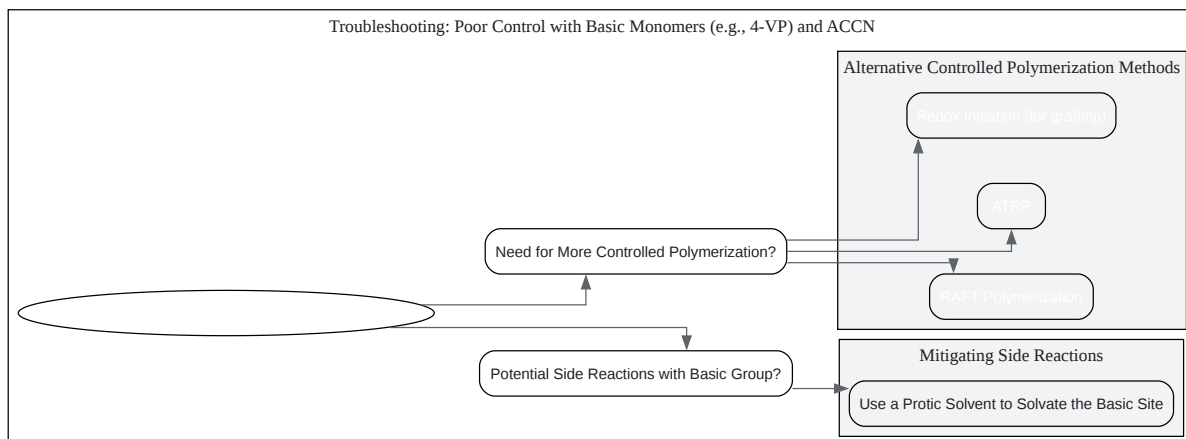 Troubleshooting: Poor Control with Basic Monomers (e.g., 4-VP) and ACCN
Alternative Controlled Polymerization Methods
Redox Initiation (for grafting)
ATRP
Need for More Controlled Polymerization?
RAFT Polymerization
Mitigating Side Reactions
Potential Side Reactions with Basic Group?
Use a Protic Solvent to Solvate the Basic Site